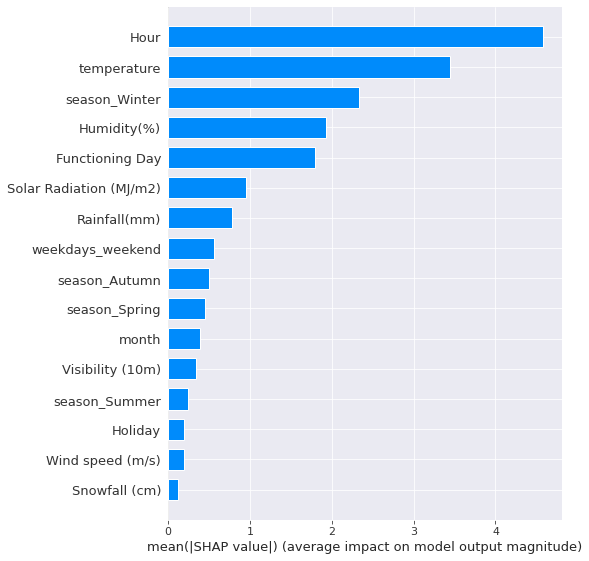 Hour
temperature
season_Winter
Humidity(%)
Functioning Day
Solar Radiation (MJ/m2)
Rainfall(mm)
weekdays_weekend
season_Autumn
season_Spring
month
Visibility (10m)
season_Summer
Holiday
Wind speed (m/s)
Snowfall (cm)
0 1 2 3 4
mean(|SHAP value|) (average impact on model output magnitude)